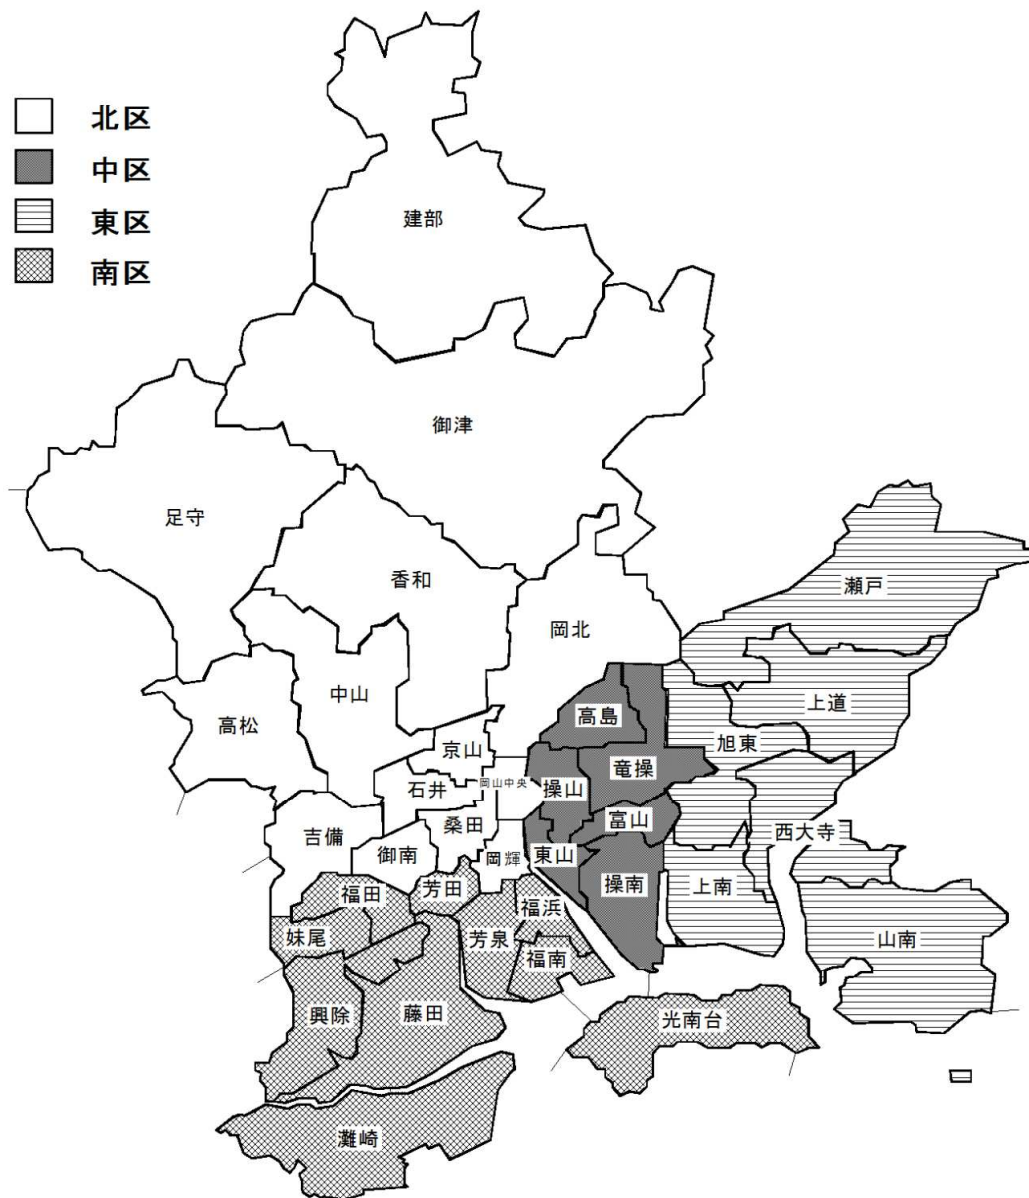 北区
中区
東区
南区
建部
御津
足守
香和
瀬戸
岡北
中山
上道
高松
高島
京山
旭東
竜操
石井
岡山中央
操山
桑田
富山
吉備
西大寺
御南
岡輝
東山
操南
上南
福田
芳田
福浜
妹尾
芳泉
山南
福南
興除
藤田
光南台
灘崎